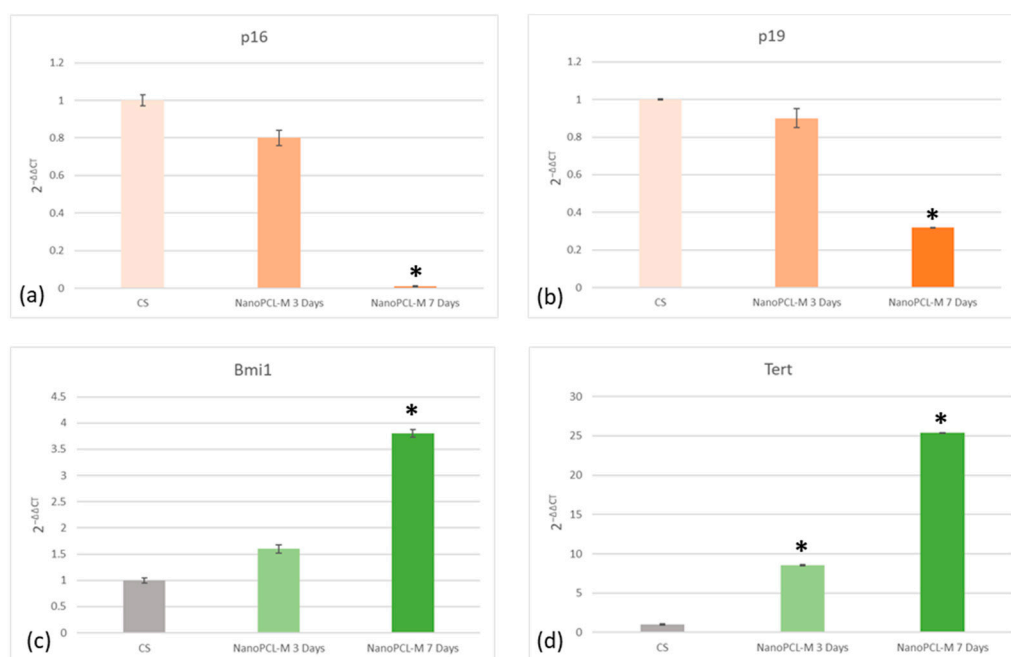 p16
1.2
1
0.8
0.6
0.4
0.2
0
2^-ΔΔCT
*
CS
NanoPCL-M 3 Days
NanoPCL-M 7 Days
(a)
p19
1.2
1
0.8
0.6
0.4
0.2
0
2^-ΔΔCT
*
CS
NanoPCL-M 3 Days
NanoPCL-M 7 Days
(b)
Bmi1
4.5
4
3.5
3
2.5
2
1.5
1
0.5
0
2^-ΔΔCT
*
CS
NanoPCL-M 3 Days
NanoPCL-M 7 Days
(c)
Tert
30
25
20
15
10
5
0
2^-ΔΔCT
*
*
CS
NanoPCL-M 3 Days
NanoPCL-M 7 Days
(d)